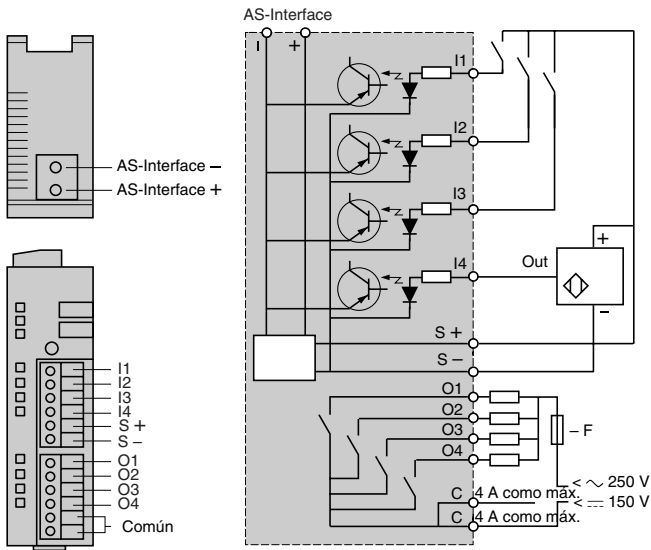 AS-Interface
– +
AS-Interface –
AS-Interface +
I1
I2
I3
I4
S +
S –
O1
O2
O3
O4
Común
I1
I2
I3
I4
Out
+
–
S +
S –
O1
O2
O3
O4
– F
C 4 A como máx.
C 4 A como máx.
< ~ 250 V
< ⎓ 150 V